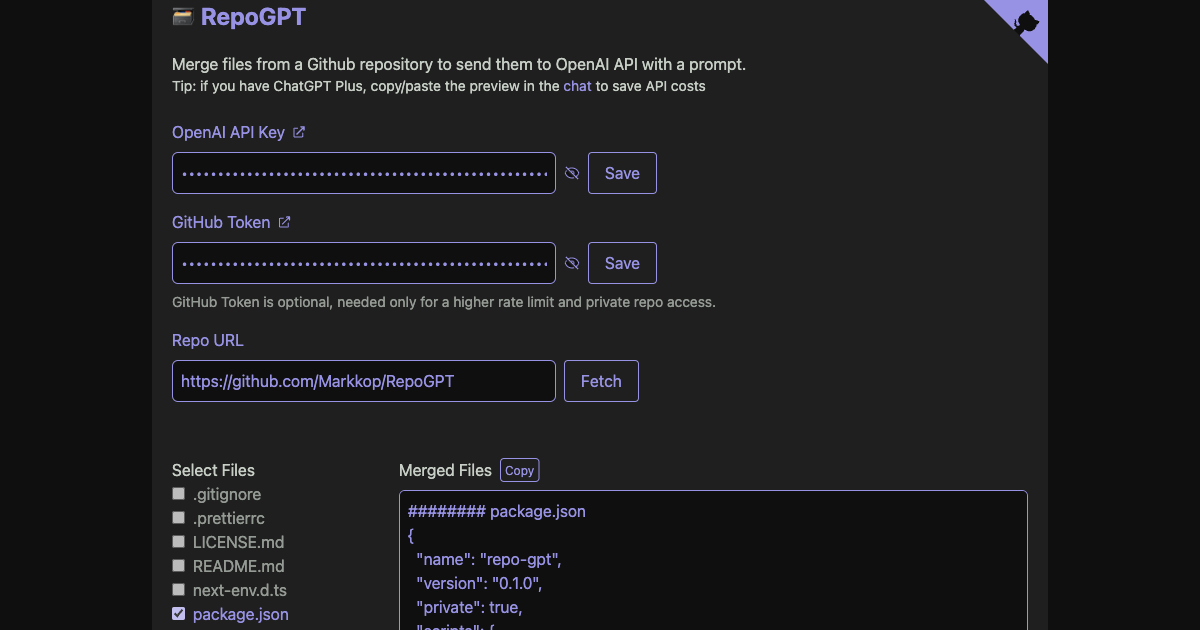 RepoGPT
Merge files from a Github repository to send them to OpenAI API with a prompt.
Tip: if you have ChatGPT Plus, copy/paste the preview in the chat to save API costs
OpenAI API Key
Save
GitHub Token
Save
GitHub Token is optional, needed only for a higher rate limit and private repo access.
Repo URL
https://github.com/Markkop/RepoGPT
Fetch
Select Files
.gitignore
.prettierrc
LICENSE.md
README.md
next-env.d.ts
package.json
Merged Files
Copy
######## package.json
{
"name": "repo-gpt",
"version": "0.1.0",
"private": true,
"scripts": {